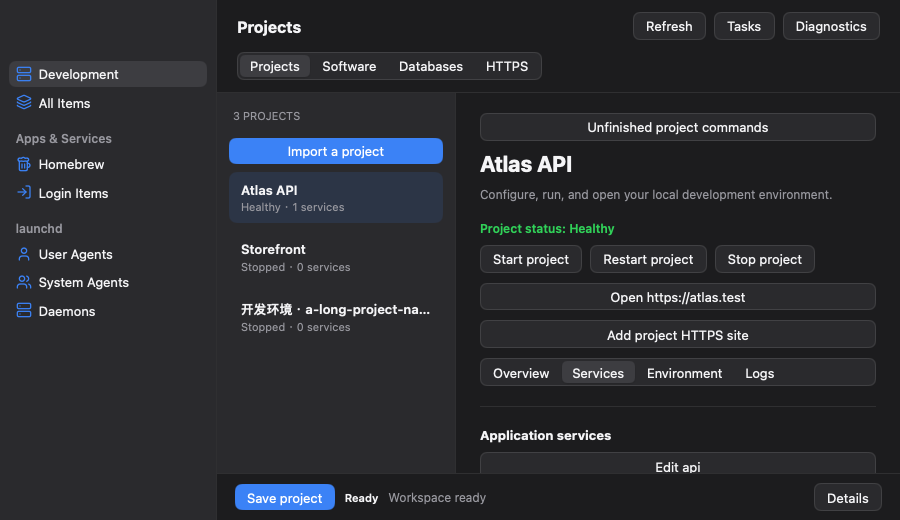 Development
All Items
Apps & Services
Homebrew
Login Items
launchd
User Agents
System Agents
Daemons
Projects
Refresh
Tasks
Diagnostics
Projects
Software
Databases
HTTPS
3 PROJECTS
Import a project
Atlas API
Healthy · 1 services
Storefront
Stopped · 0 services
开发环境 · a-long-project-na...
Stopped · 0 services
Unfinished project commands
Atlas API
Configure, run, and open your local development environment.
Project status: Healthy
Start project
Restart project
Stop project
Open https://atlas.test
Add project HTTPS site
Overview
Services
Environment
Logs
Application services
Edit api
Save project
Ready
Workspace ready
Details